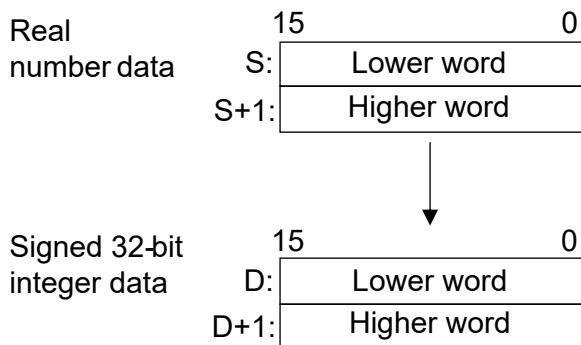 Real
number data
15 0
S: Lower word
S+1: Higher word
Signed 32-bit
integer data
15 0
D: Lower word
D+1: Higher word